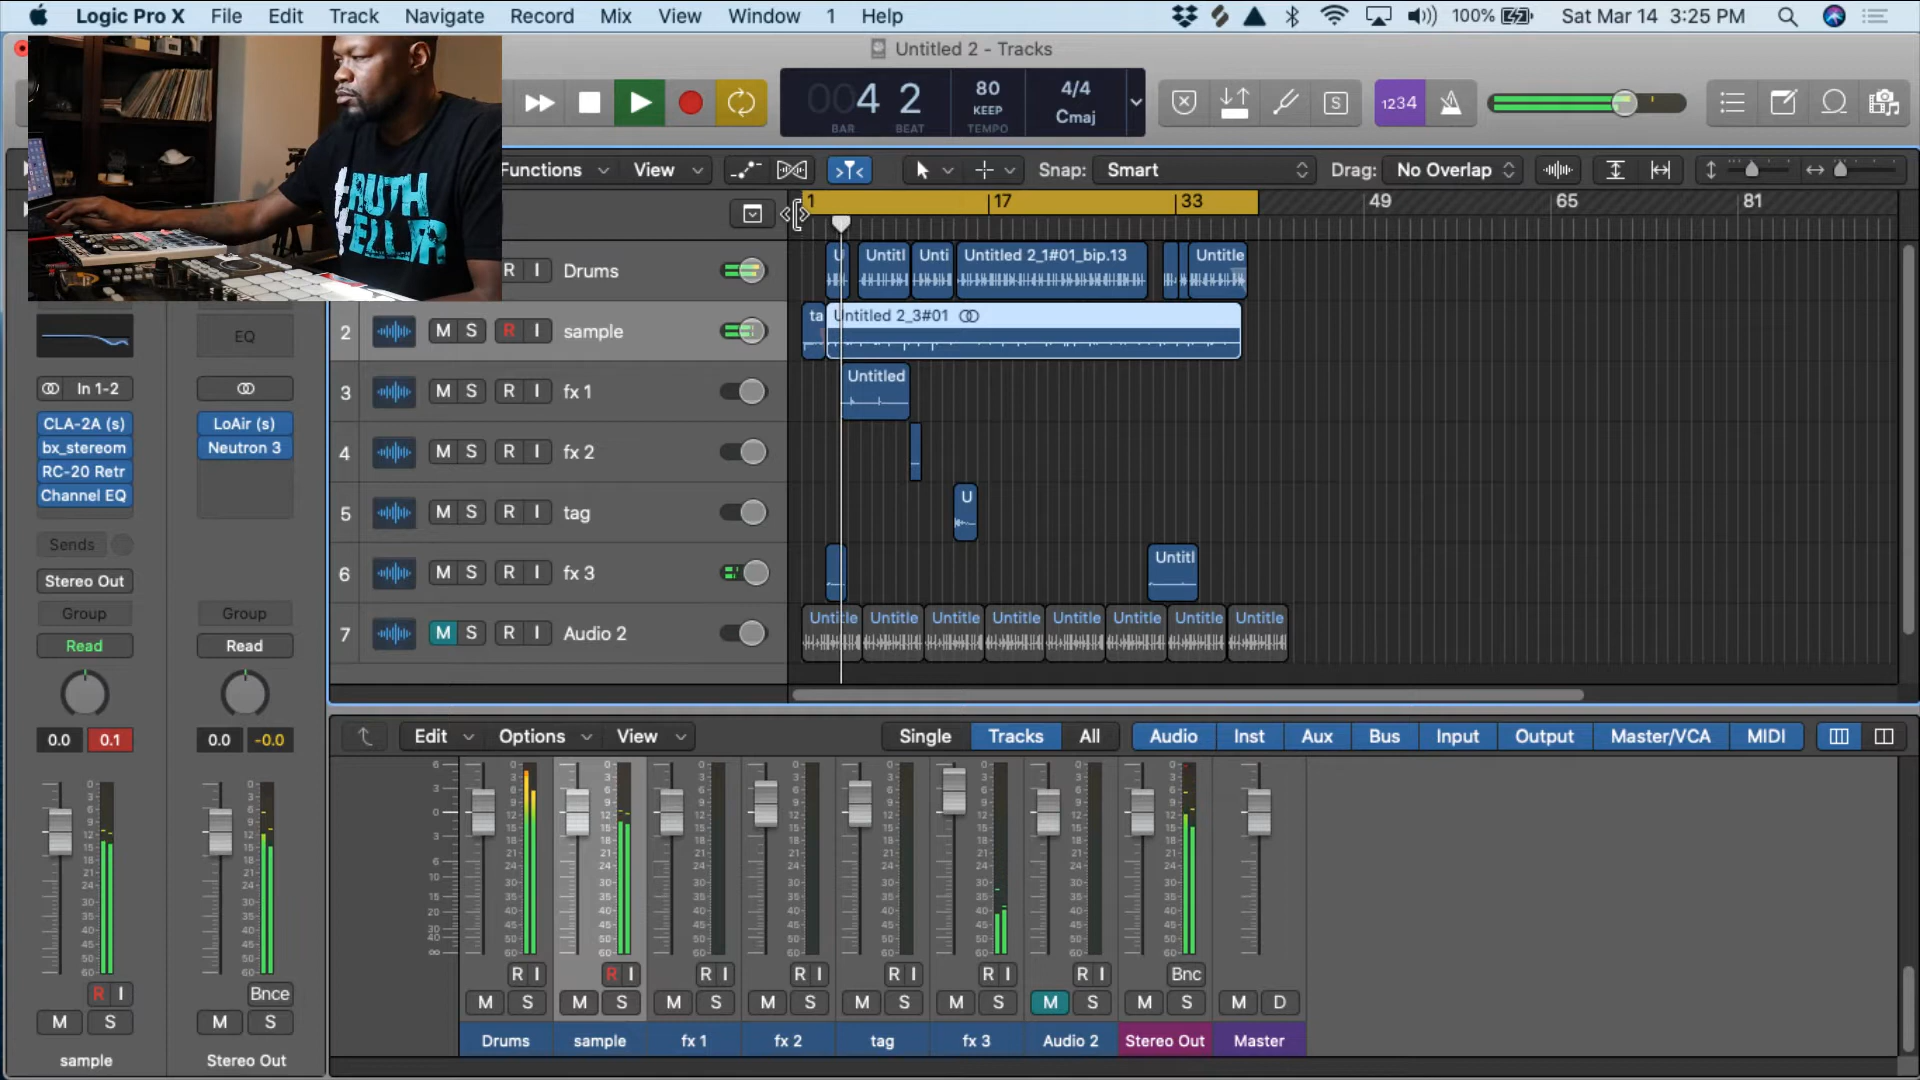 Logic Pro X File Edit Track Navigate Record Mix View Window 1 Help 100% Sat Mar 14 3:25 PM
Untitled 2 - Tracks
004 2 80 4/4
KEEP Cmaj
BAR BEAT TEMPO
S 1234
#RUTH
#ELLJR
Functions View Snap: Smart Drag: No Overlap
1 17 33 49 65 81
R I Drums
U Untitl Unti Untitled 2_1#01_bip.13 Untitle
2 M S R I sample
ta Untitled 2_3#01
3 M S R I fx 1
Untitled
4 M S R I fx 2
5 M S R I tag
U
6 M S R I fx 3
Untitl
7 M S R I Audio 2
Untitle Untitle Untitle Untitle Untitle Untitle Untitle Untitle
EQ
In 1-2
CLA-2A (s) LoAir (s)
bx_stereom Neutron 3
RC-20 Retr
Channel EQ
Sends
Stereo Out
Group Group
Read Read
0.0 0.1 0.0 -0.0
R I Bnce
M S M S
sample Stereo Out
Edit Options View Single Tracks All Audio Inst Aux Bus Input Output Master/VCA MIDI
R I R I R I R I R I R I R I Bnc
M S M S M S M S M S M S M S M S M D
Drums sample fx 1 fx 2 tag fx 3 Audio 2 Stereo Out Master